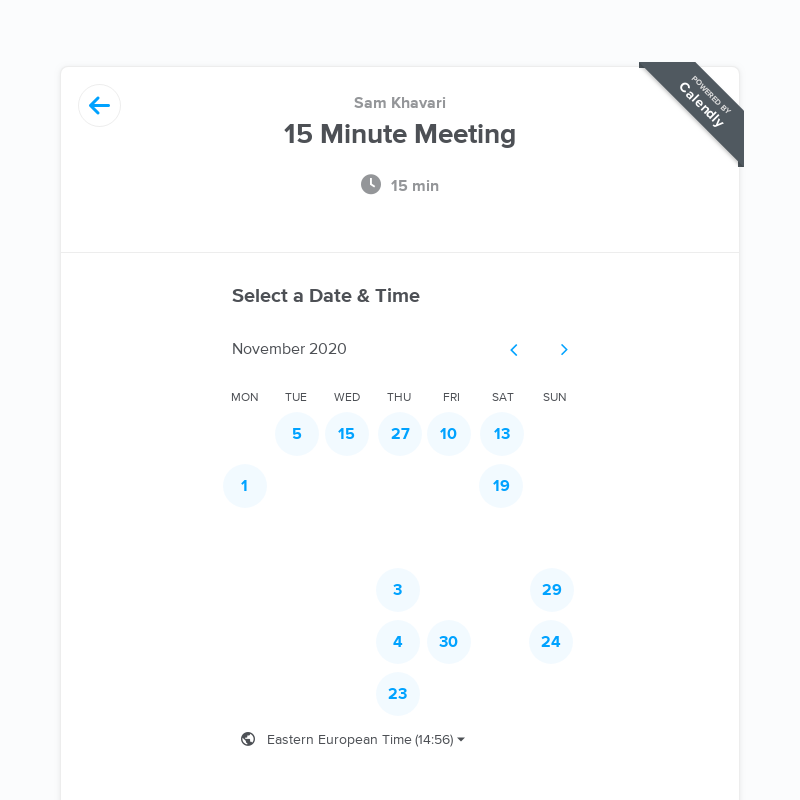 POWERED BY
Calendly
Sam Khavari
15 Minute Meeting
15 min
Select a Date & Time
November 2020
MON TUE WED THU FRI SAT SUN
5 15 27 10 13
1 19
3 29
4 30 24
23
Eastern European Time (14:56)